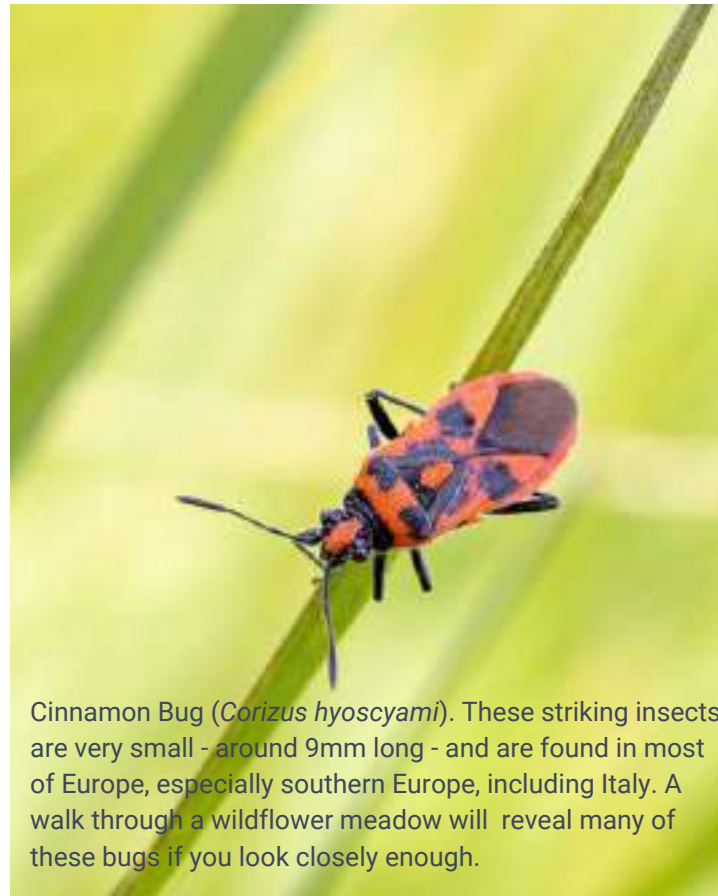 Cinnamon Bug (Corizus hyoscyami). These striking insects
are very small - around 9mm long - and are found in most
of Europe, especially southern Europe, including Italy. A
walk through a wildflower meadow will  reveal many of
these bugs if you look closely enough.